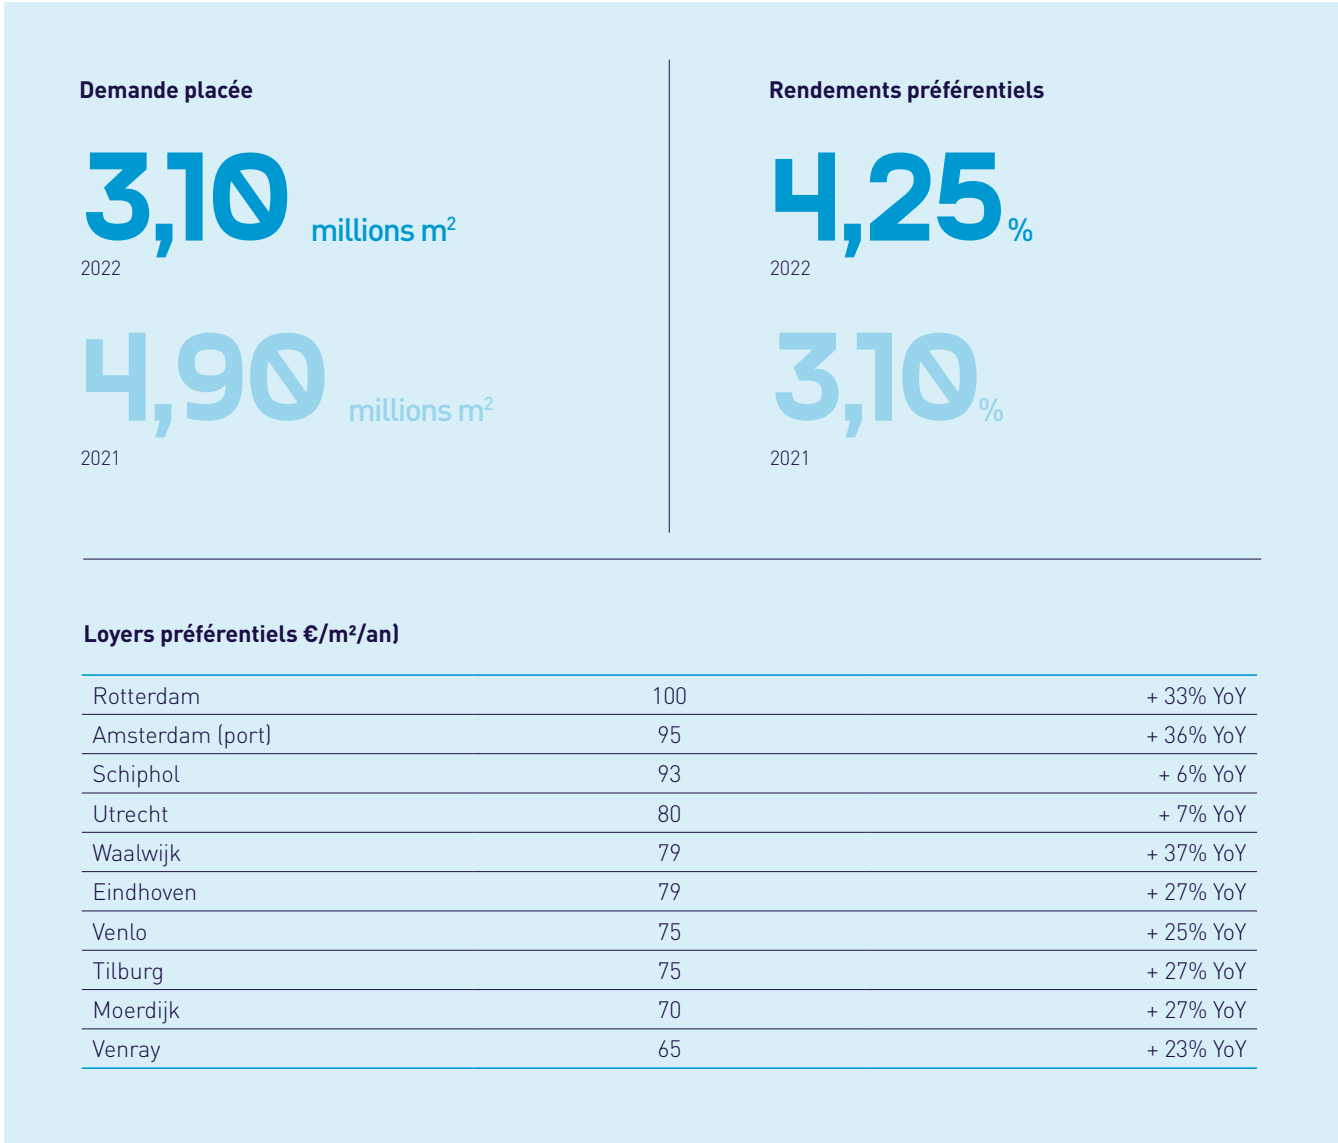 Demande placée
3,10 millions m²
2022
4,90 millions m²
2021
Rendements préférentiels
4,25 %
2022
3,10 %
2021
Loyers préférentiels €/m²/an)
Rotterdam 100 + 33% YoY
Amsterdam (port) 95 + 36% YoY
Schiphol 93 + 6% YoY
Utrecht 80 + 7% YoY
Waalwijk 79 + 37% YoY
Eindhoven 79 + 27% YoY
Venlo 75 + 25% YoY
Tilburg 75 + 27% YoY
Moerdijk 70 + 27% YoY
Venray 65 + 23% YoY